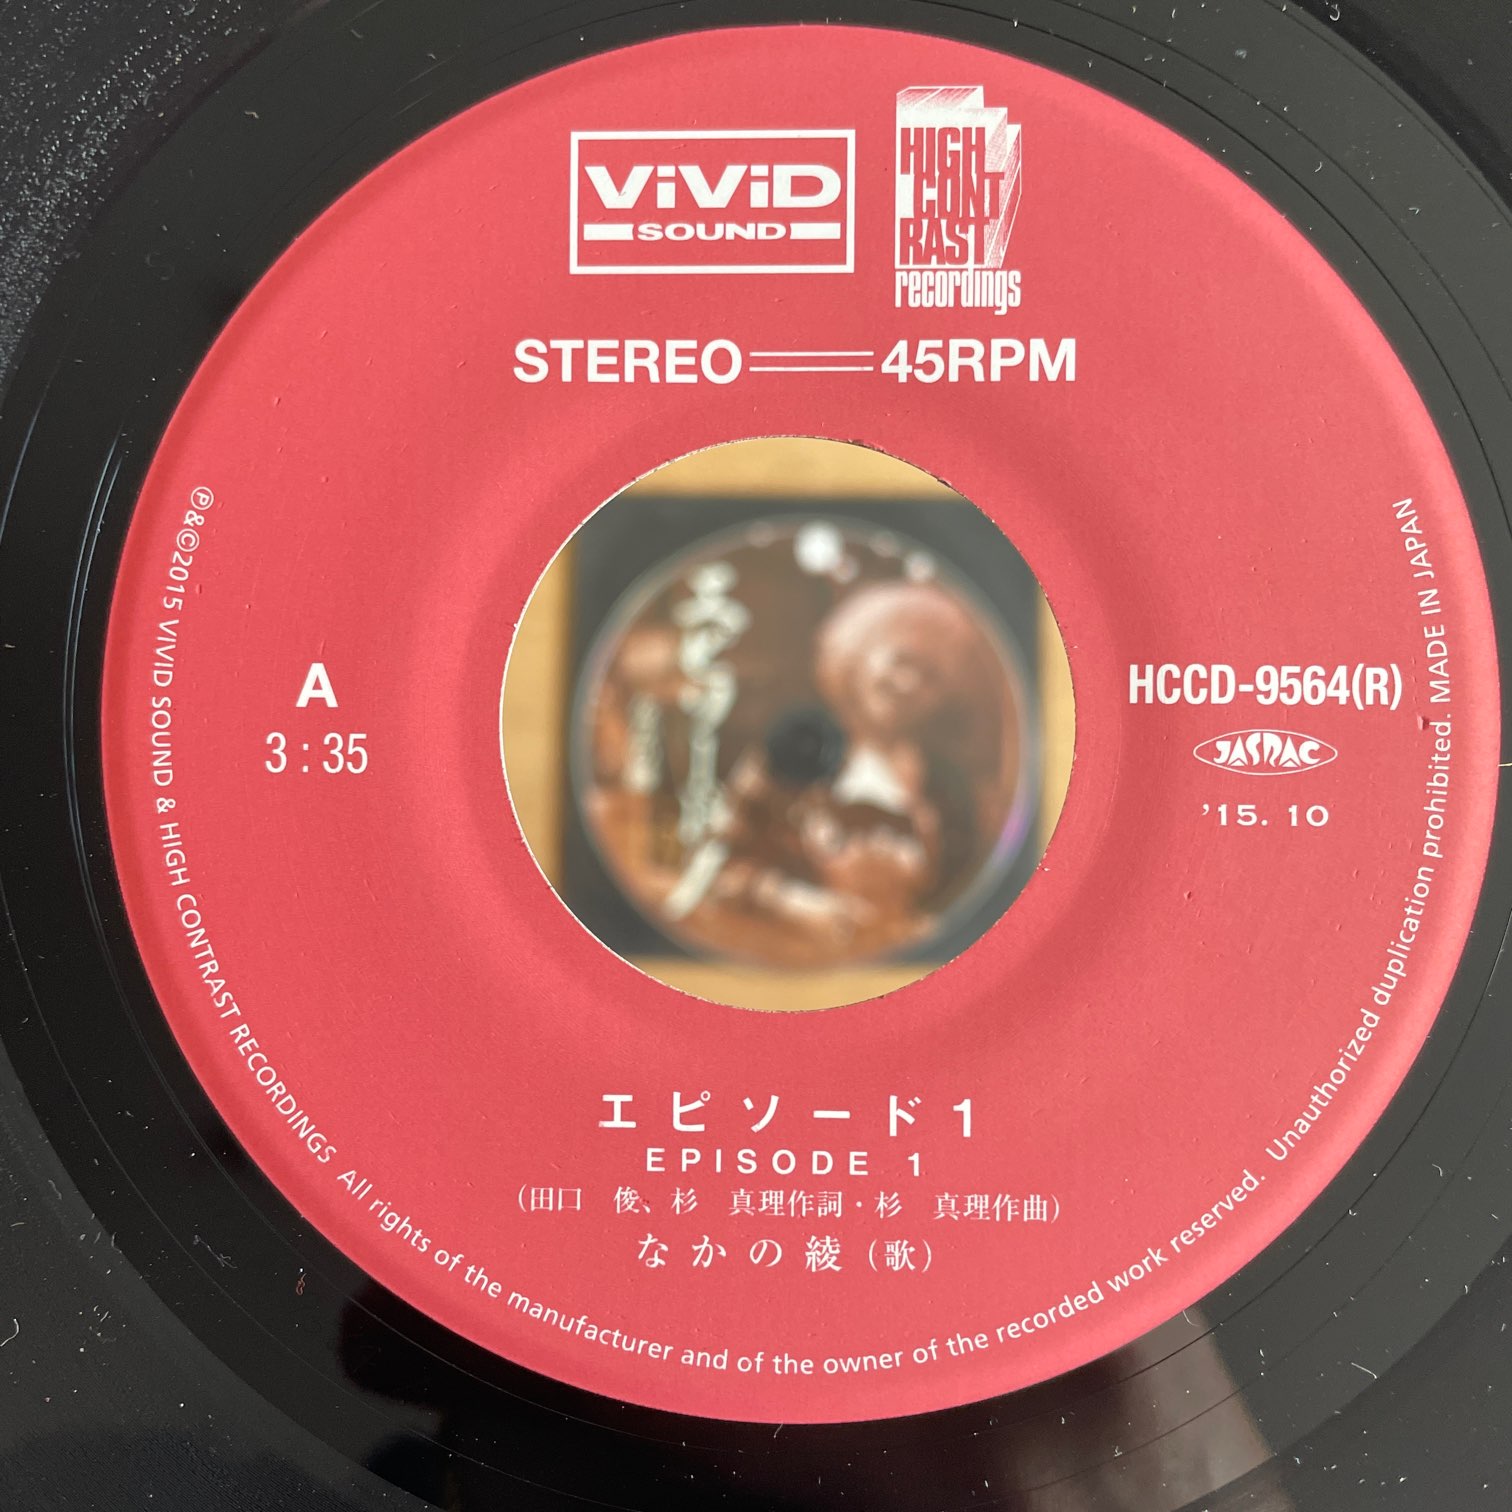 ViViD
SOUND
HIGH
CONT
RAST
recordings
STEREO 45RPM
A
3:35
HCCD-9564(R)
JASRAC
'15. 10
エピソード1
EPISODE 1
(田口 俊、杉 真理作詞・杉 真理作曲)
なかの綾(歌)
Ⓟ&©2015 VIVID SOUND & HIGH CONTRAST RECORDINGS All rights of the manufacturer and of the owner of the recorded work reserved. Unauthorized duplication prohibited. MADE IN JAPAN